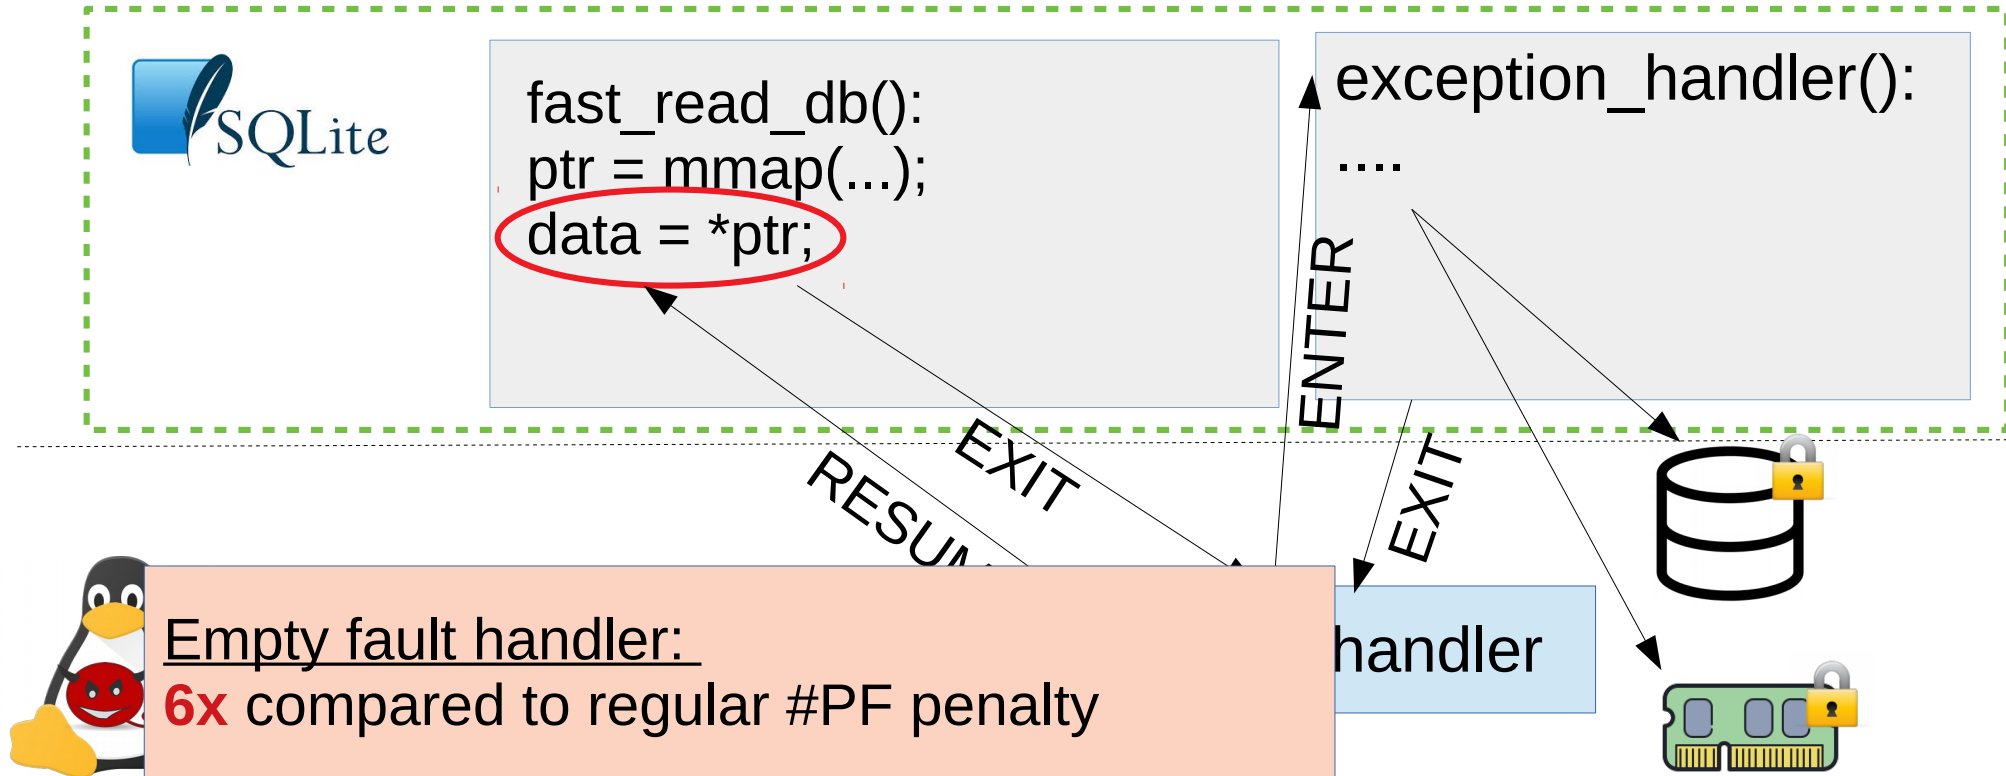 SQLite
fast_read_db():
ptr = mmap(...);
data = *ptr;
exception_handler():
....
ENTER
EXIT
EXIT
handler
Empty fault handler:
6x compared to regular #PF penalty